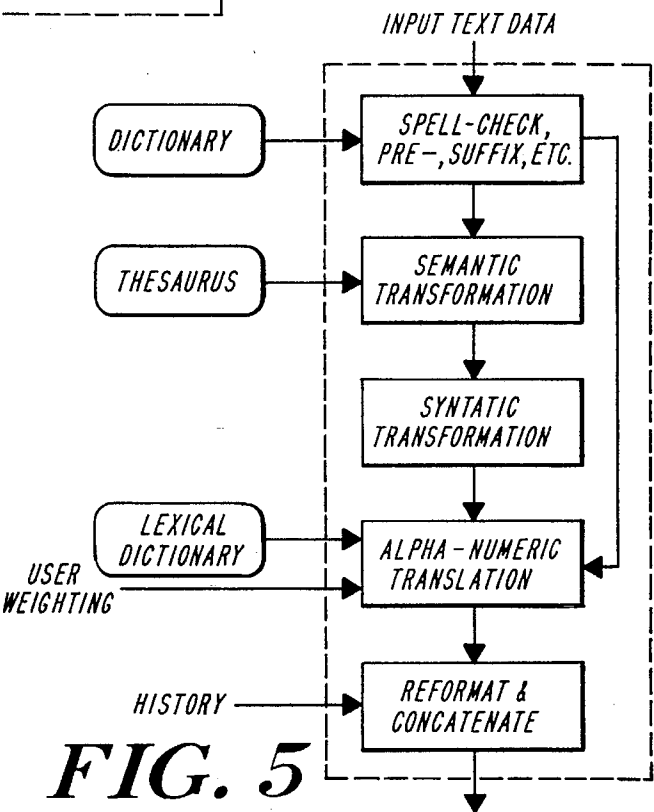 INPUT TEXT DATA
DICTIONARY
SPELL-CHECK,
PRE-, SUFFIX, ETC.
THESAURUS
SEMANTIC
TRANSFORMATION
SYNTATIC
TRANSFORMATION
LEXICAL
DICTIONARY
USER
WEIGHTING
ALPHA-NUMERIC
TRANSLATION
HISTORY
REFORMAT &
CONCATENATE
FIG. 5